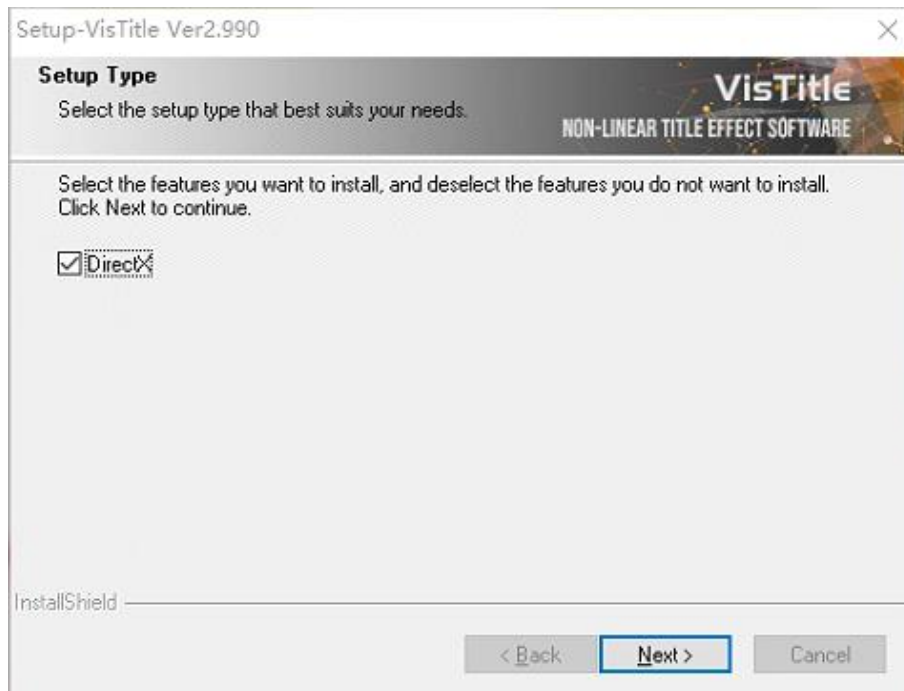 Setup-VisTitle Ver2.990
Setup Type
Select the setup type that best suits your needs.
VisTitle
NON-LINEAR TITLE EFFECT SOFTWARE
Select the features you want to install, and deselect the features you do not want to install.
Click Next to continue.
DirectX
InstallShield
< Back
Next >
Cancel